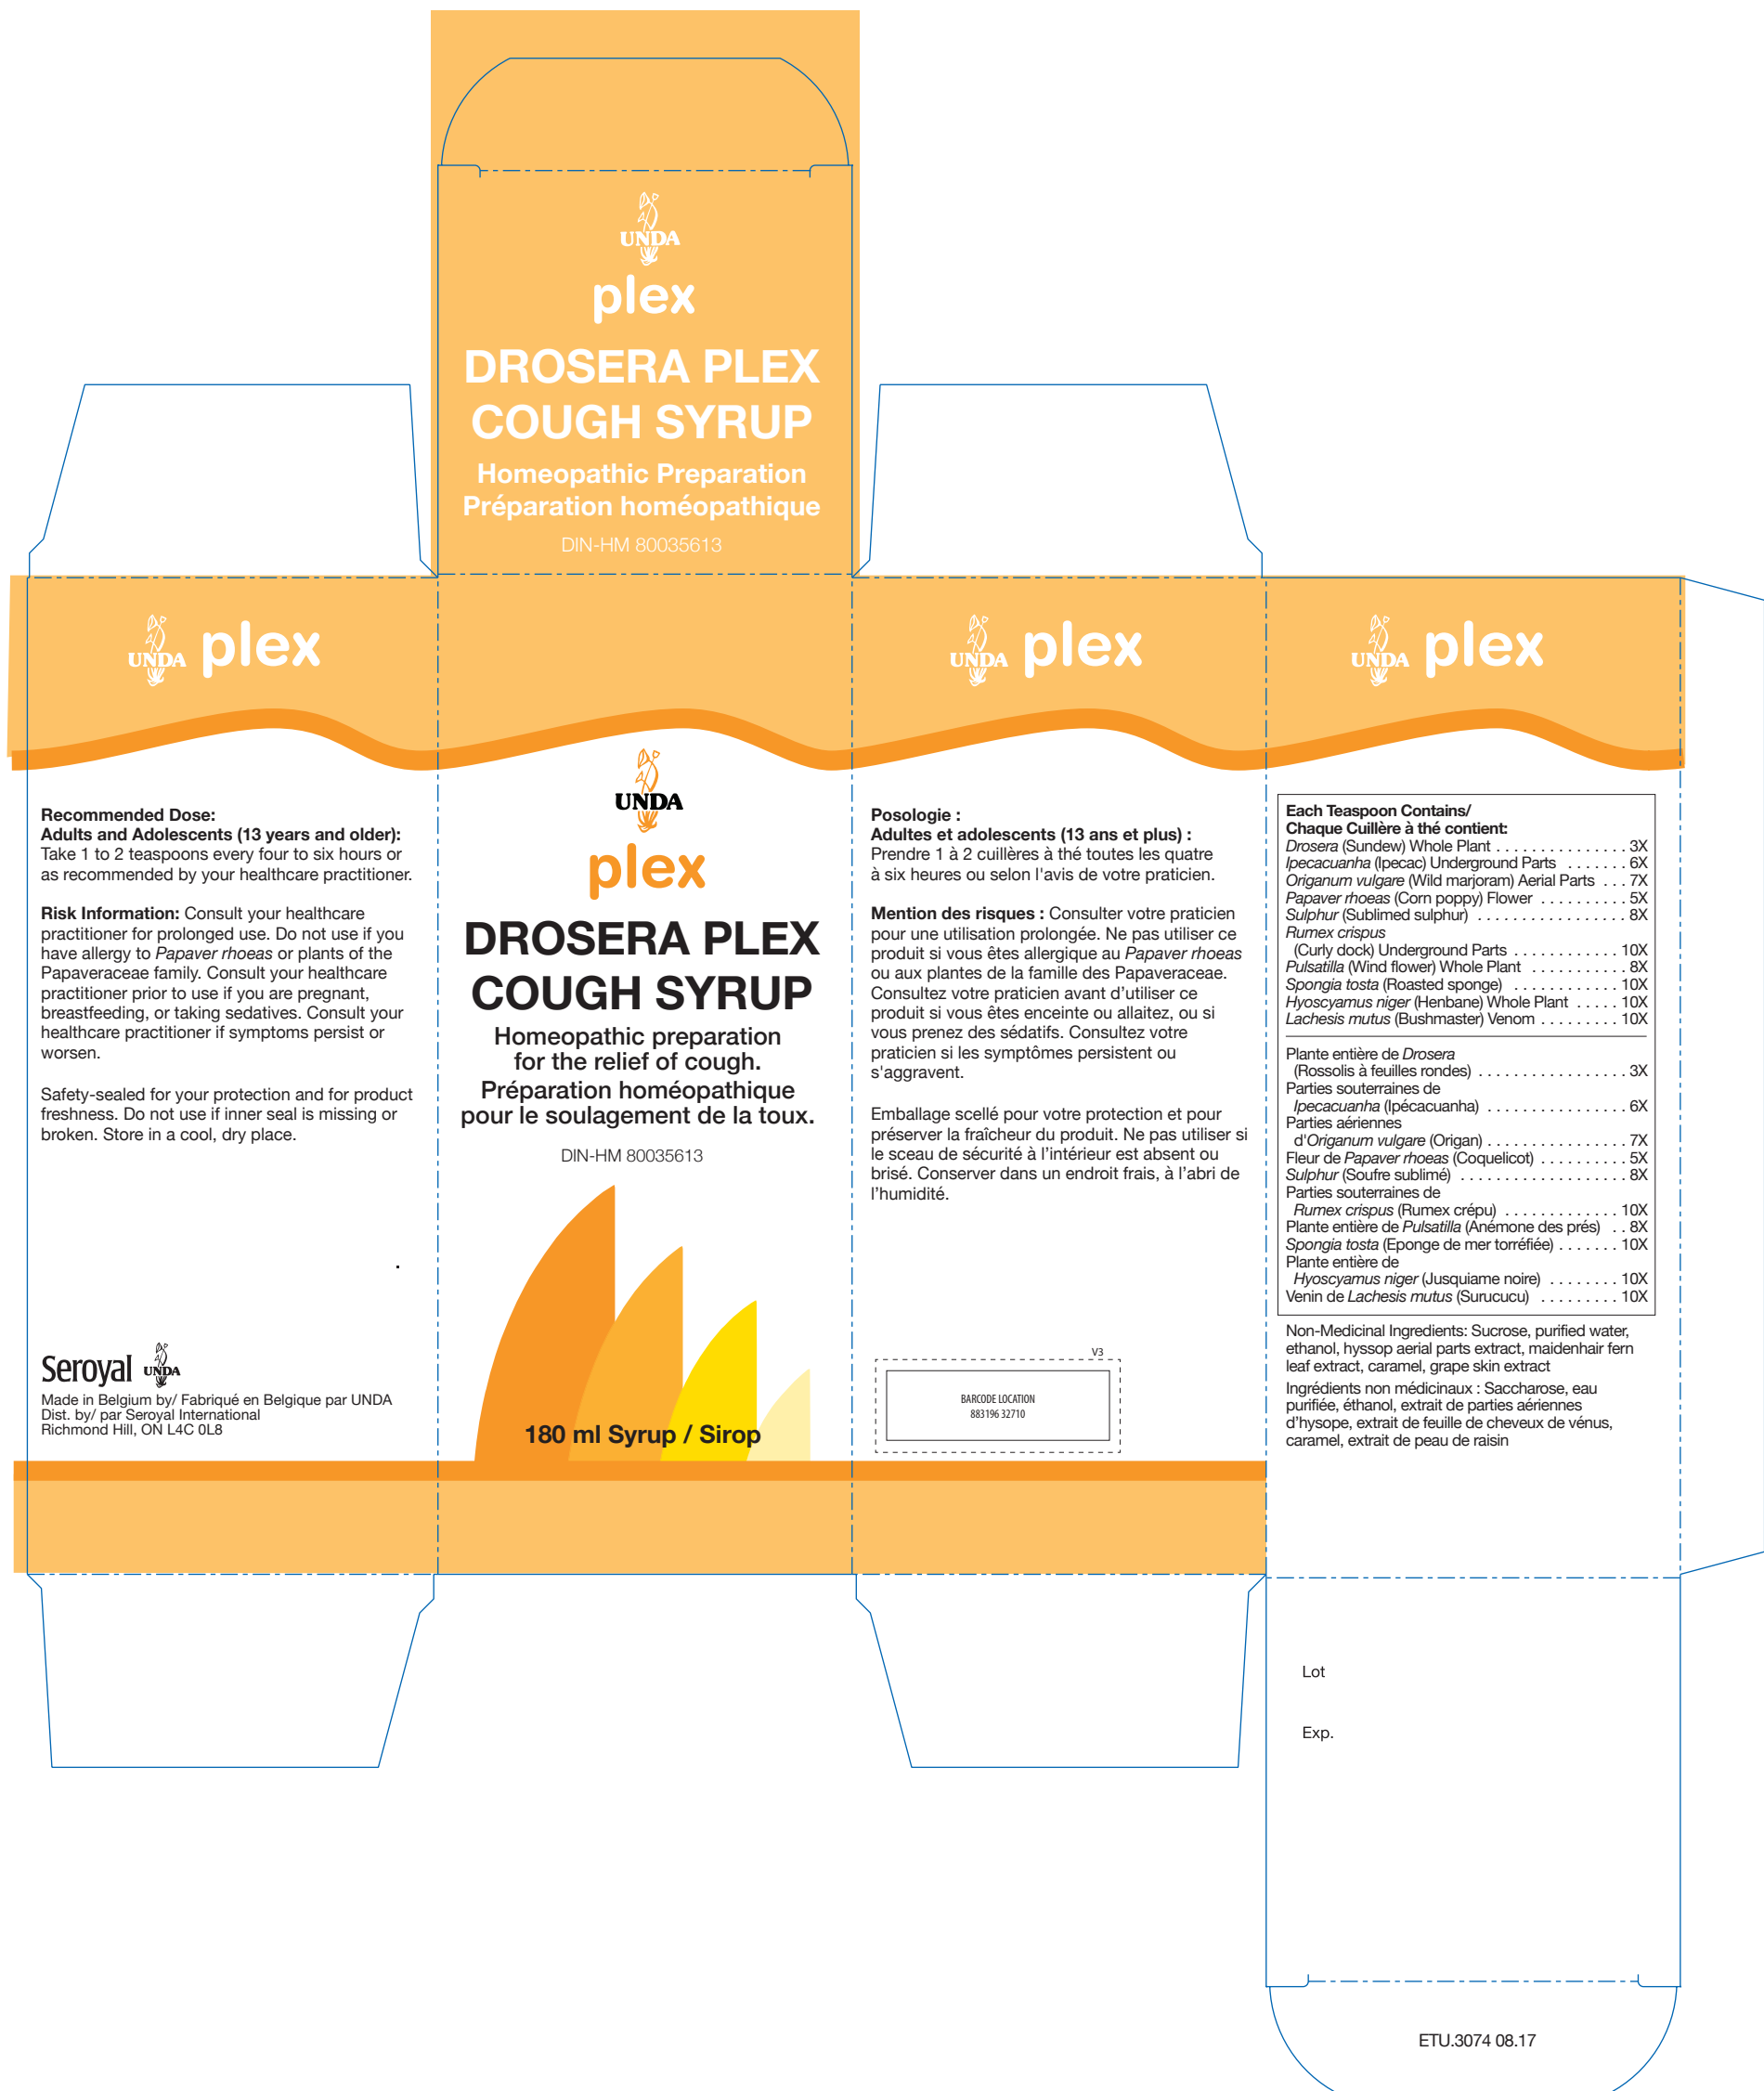 UNDA
plex
DROSERA PLEX
COUGH SYRUP
Homeopathic Preparation
Préparation homéopathique
DIN-HM 80035613
UNDA plex
UNDA plex
UNDA plex
Recommended Dose:
Adults and Adolescents (13 years and older):
Take 1 to 2 teaspoons every four to six hours or
as recommended by your healthcare practitioner.
Risk Information: Consult your healthcare
practitioner for prolonged use. Do not use if you
have allergy to Papaver rhoeas or plants of the
Papaveraceae family. Consult your healthcare
practitioner prior to use if you are pregnant,
breastfeeding, or taking sedatives. Consult your
healthcare practitioner if symptoms persist or
worsen.
Safety-sealed for your protection and for product
freshness. Do not use if inner seal is missing or
broken. Store in a cool, dry place.
.
Seroyal UNDA
Made in Belgium by/ Fabriqué en Belgique par UNDA
Dist. by/ par Seroyal International
Richmond Hill, ON L4C 0L8
UNDA
plex
DROSERA PLEX
COUGH SYRUP
Homeopathic preparation
for the relief of cough.
Préparation homéopathique
pour le soulagement de la toux.
DIN-HM 80035613
180 ml Syrup / Sirop
Posologie :
Adultes et adolescents (13 ans et plus) :
Prendre 1 à 2 cuillères à thé toutes les quatre
à six heures ou selon l'avis de votre praticien.
Mention des risques : Consulter votre praticien
pour une utilisation prolongée. Ne pas utiliser ce
produit si vous êtes allergique au Papaver rhoeas
ou aux plantes de la famille des Papaveraceae.
Consultez votre praticien avant d’utiliser ce
produit si vous êtes enceinte ou allaitez, ou si
vous prenez des sédatifs. Consultez votre
praticien si les symptômes persistent ou
s'aggravent.
Emballage scellé pour votre protection et pour
préserver la fraîcheur du produit. Ne pas utiliser si
le sceau de sécurité à l’intérieur est absent ou
brisé. Conserver dans un endroit frais, à l’abri de
l’humidité.
V3
BARCODE LOCATION
883196 32710
Each Teaspoon Contains/
Chaque Cuillère à thé contient:
Drosera (Sundew) Whole Plant . . . . . . . . . . . . . . . 3X
Ipecacuanha (Ipecac) Underground Parts . . . . . . . 6X
Origanum vulgare (Wild marjoram) Aerial Parts . . . 7X
Papaver rhoeas (Corn poppy) Flower . . . . . . . . . . 5X
Sulphur (Sublimed sulphur) . . . . . . . . . . . . . . . . . 8X
Rumex crispus
(Curly dock) Underground Parts . . . . . . . . . . . . 10X
Pulsatilla (Wind flower) Whole Plant . . . . . . . . . . . 8X
Spongia tosta (Roasted sponge) . . . . . . . . . . . . 10X
Hyoscyamus niger (Henbane) Whole Plant . . . . . 10X
Lachesis mutus (Bushmaster) Venom . . . . . . . . . 10X
Plante entière de Drosera
(Rossolis à feuilles rondes) . . . . . . . . . . . . . . . . . 3X
Parties souterraines de
Ipecacuanha (Ipécacuanha) . . . . . . . . . . . . . . . . 6X
Parties aériennes
d'Origanum vulgare (Origan) . . . . . . . . . . . . . . . . 7X
Fleur de Papaver rhoeas (Coquelicot) . . . . . . . . . . 5X
Sulphur (Soufre sublimé) . . . . . . . . . . . . . . . . . . . 8X
Parties souterraines de
Rumex crispus (Rumex crépu) . . . . . . . . . . . . . 10X
Plante entière de Pulsatilla (Anémone des prés) . . 8X
Spongia tosta (Eponge de mer torréfiée) . . . . . . . 10X
Plante entière de
Hyoscyamus niger (Jusquiame noire) . . . . . . . . 10X
Venin de Lachesis mutus (Surucucu) . . . . . . . . . 10X
Non-Medicinal Ingredients: Sucrose, purified water,
ethanol, hyssop aerial parts extract, maidenhair fern
leaf extract, caramel, grape skin extract
Ingrédients non médicinaux : Saccharose, eau
purifiée, éthanol, extrait de parties aériennes
d’hysope, extrait de feuille de cheveux de vénus,
caramel, extrait de peau de raisin
Lot
Exp.
ETU.3074 08.17